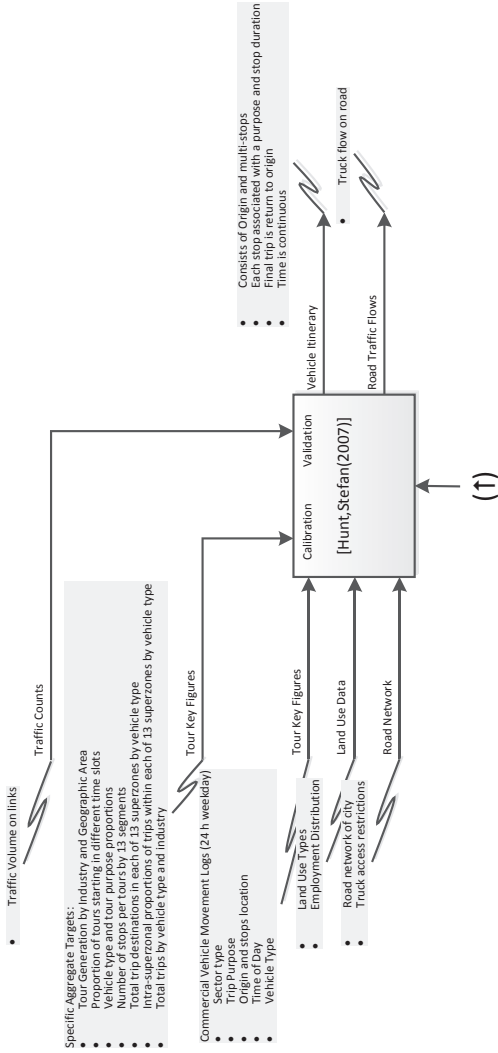 • Traffic Volume on links
Traffic Counts
Specific Aggregate Targets:
• Tour Generation by Industry and Geographic Area
• Proportion of tours starting in different time slots
• Vehicle type and tour purpose proportions
• Number of stops per tours by 13 segments
• Total trip destinations in each of 13 superzones by vehicle type
• Intra-superzonal proportions of trips within each of 13 superzones by vehicle type
• Total trips by vehicle type and industry
Tour Key Figures
Commercial Vehicle Movement Logs (24 h weekday)
• Sector type
• Trip Purpose
• Origin and stops location
• Time of Day
• Vehicle Type
Tour Key Figures
• Land Use Types
• Employment Distribution
Land Use Data
• Road network of city
• Truck access restrictions
Road Network
Calibration
Validation
[Hunt,Stefan(2007)]
(↑)
• Consists of Origin and multi-stops
• Each stop associated with a purpose and stop duration
• Final trip is return to origin
• Time is continuous
Vehicle Itinerary
• Truck flow on road
Road Traffic Flows